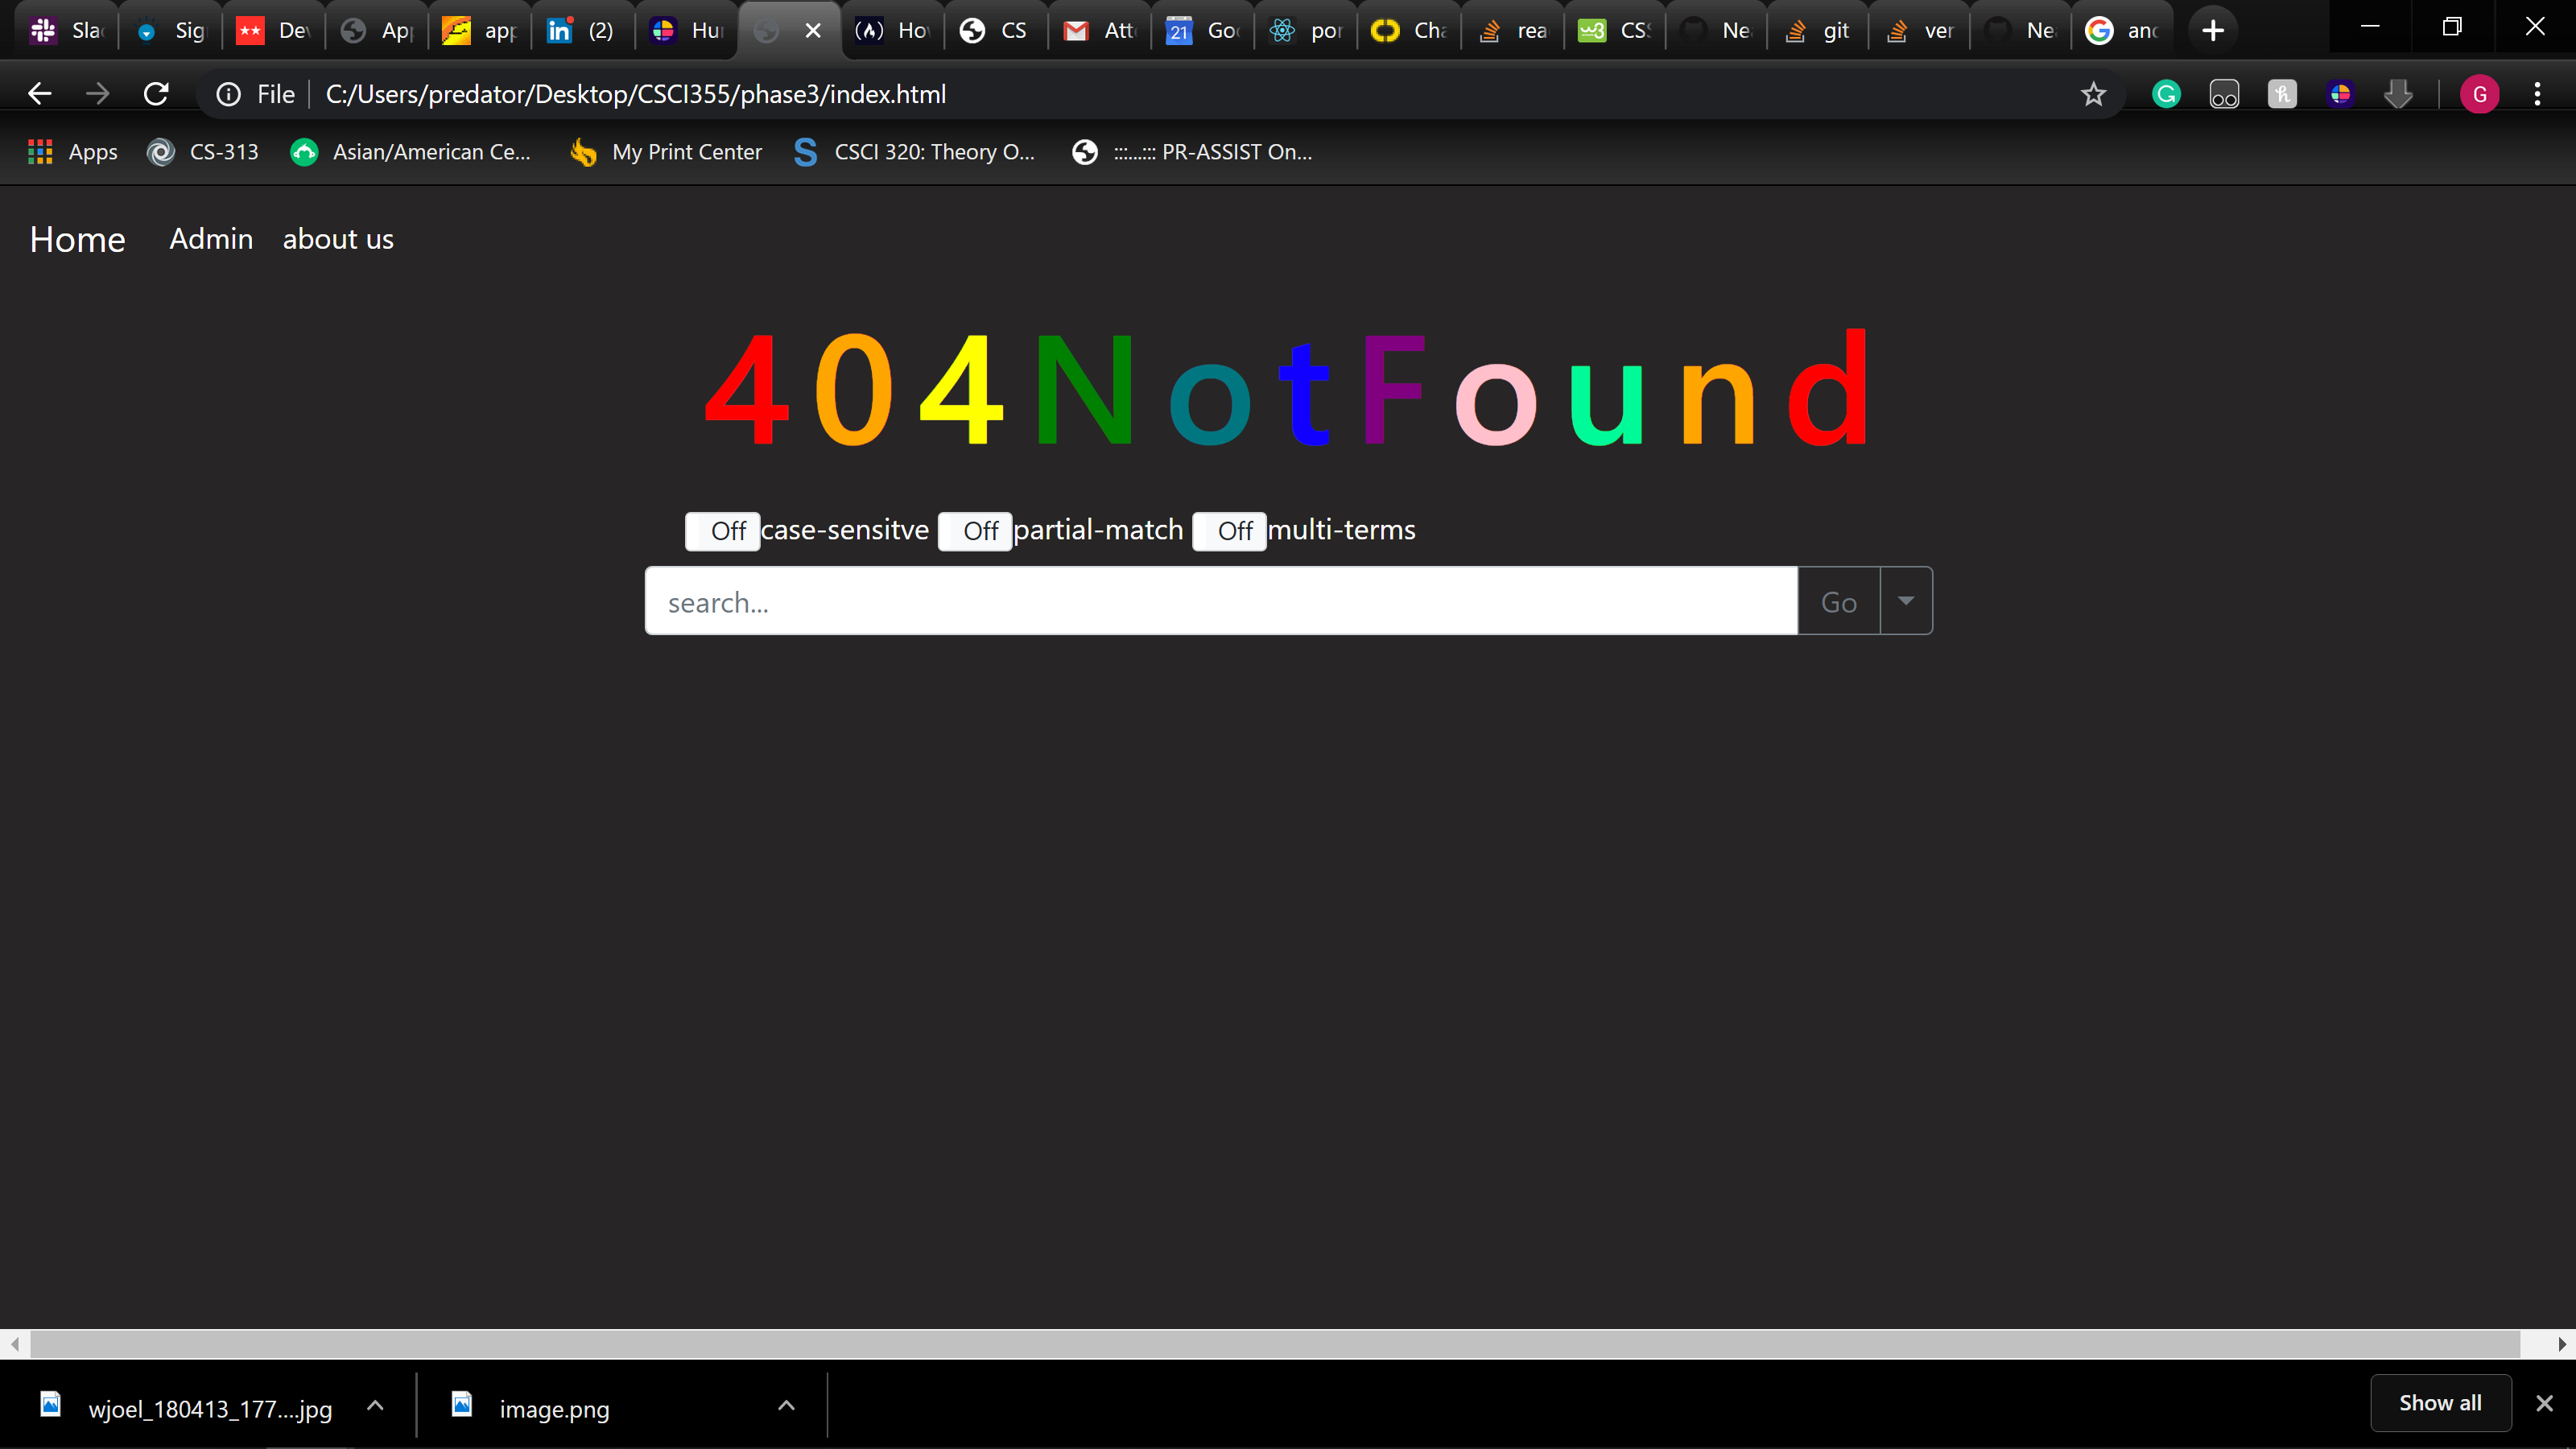 Sla Sig De App app (2) Hu Ho CS Att Go por Cha rea CS Ne git ver Ne and
File C:/Users/predator/Desktop/CSCI355/phase3/index.html G
Apps CS-313 Asian/American Ce... My Print Center CSCI 320: Theory O... :::...::: PR-ASSIST On...
Home Admin about us
404NotFound
Off case-sensitve Off partial-match Off multi-terms
search... Go
wjoel_180413_177....jpg image.png Show all